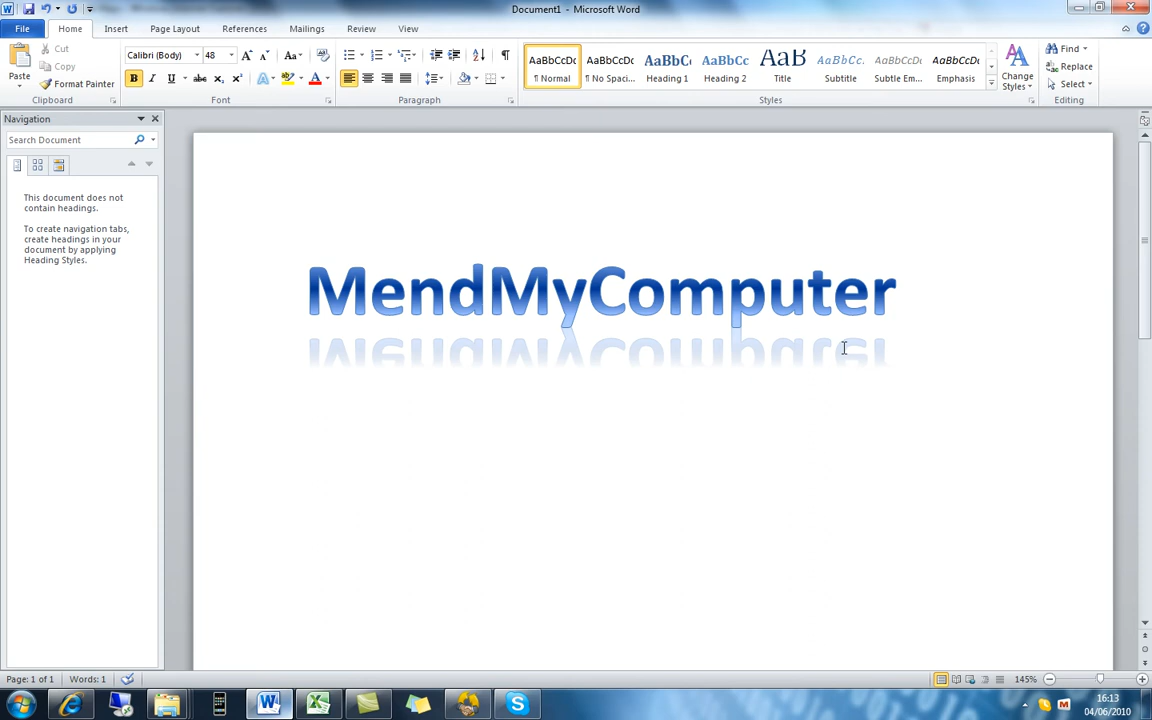 Document1 - Microsoft Word
File Home Insert Page Layout References Mailings Review View
Paste
Cut
Copy
Format Painter
Clipboard
Calibri (Body) 48
Font
Paragraph
AaBbCcDc AaBbCcDc AaBbC AaBbCc AaB AaBbCc. AaBbCcDc AaBbCcDc
¶ Normal ¶ No Spaci... Heading 1 Heading 2 Title Subtitle Subtle Em... Emphasis
Change Styles
Styles
Find
Replace
Select
Editing
Navigation
Search Document
This document does not
contain headings.
To create navigation tabs,
create headings in your
document by applying
Heading Styles.
MendMyComputer
Page: 1 of 1 Words: 1 145%
16:13
04/06/2010